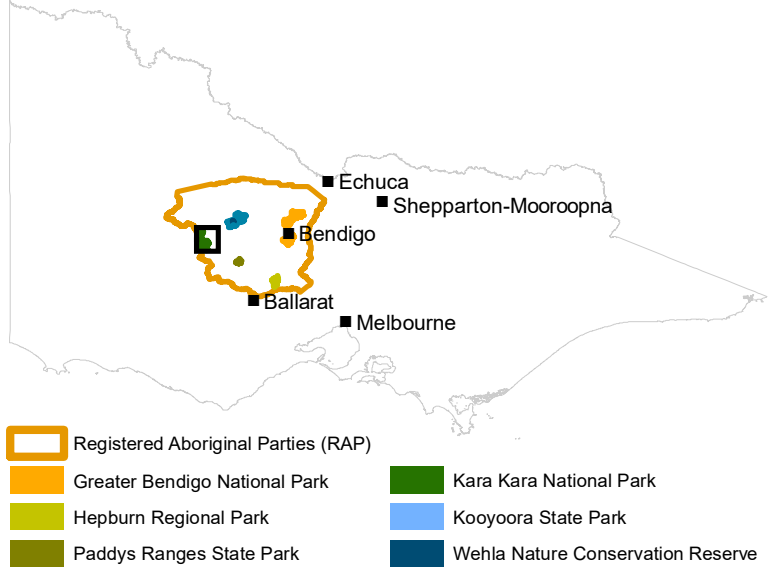 Echuca
Shepparton-Mooroopna
Bendigo
Ballarat
Melbourne
Registered Aboriginal Parties (RAP)
Greater Bendigo National Park
Kara Kara National Park
Hepburn Regional Park
Kooyoora State Park
Paddys Ranges State Park
Wehla Nature Conservation Reserve